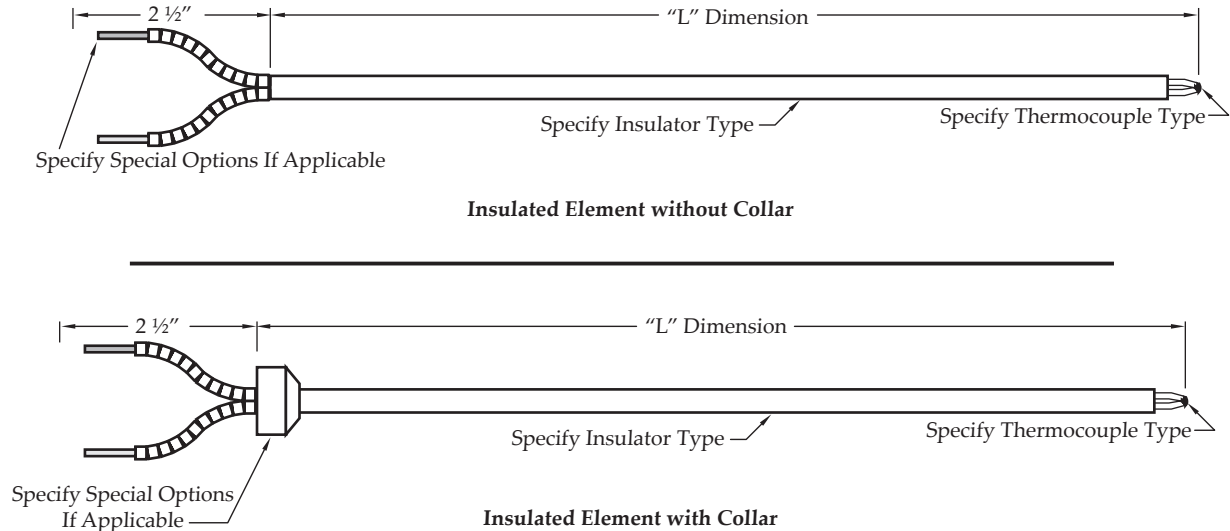 2 ½”
“L” Dimension
Specify Insulator Type
Specify Thermocouple Type
Specify Special Options If Applicable
Insulated Element without Collar
2 ½”
“L” Dimension
Specify Insulator Type
Specify Thermocouple Type
Specify Special Options
If Applicable
Insulated Element with Collar